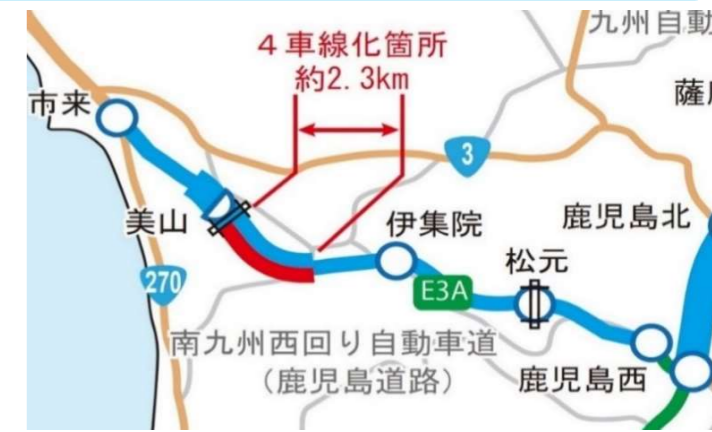 九州自動
４車線化箇所
約2.3km
市来
薩
3
美山
伊集院
鹿児島北
松元
270
E3A
南九州西回り自動車道
（鹿児島道路）
鹿児島西